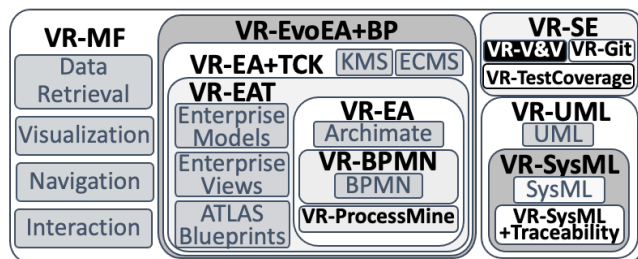 VR-MF
Data
Retrieval
Visualization
Navigation
Interaction
VR-EvoEA+BP
VR-EA+TCK
KMS
ECMS
VR-EAT
Enterprise
Models
Enterprise
Views
ATLAS
Blueprints
VR-EA
Archimate
VR-BPMN
BPMN
VR-ProcessMine
VR-SE
VR-V&V
VR-Git
VR-TestCoverage
VR-UML
UML
VR-SysML
SysML
VR-SysML
+Traceability